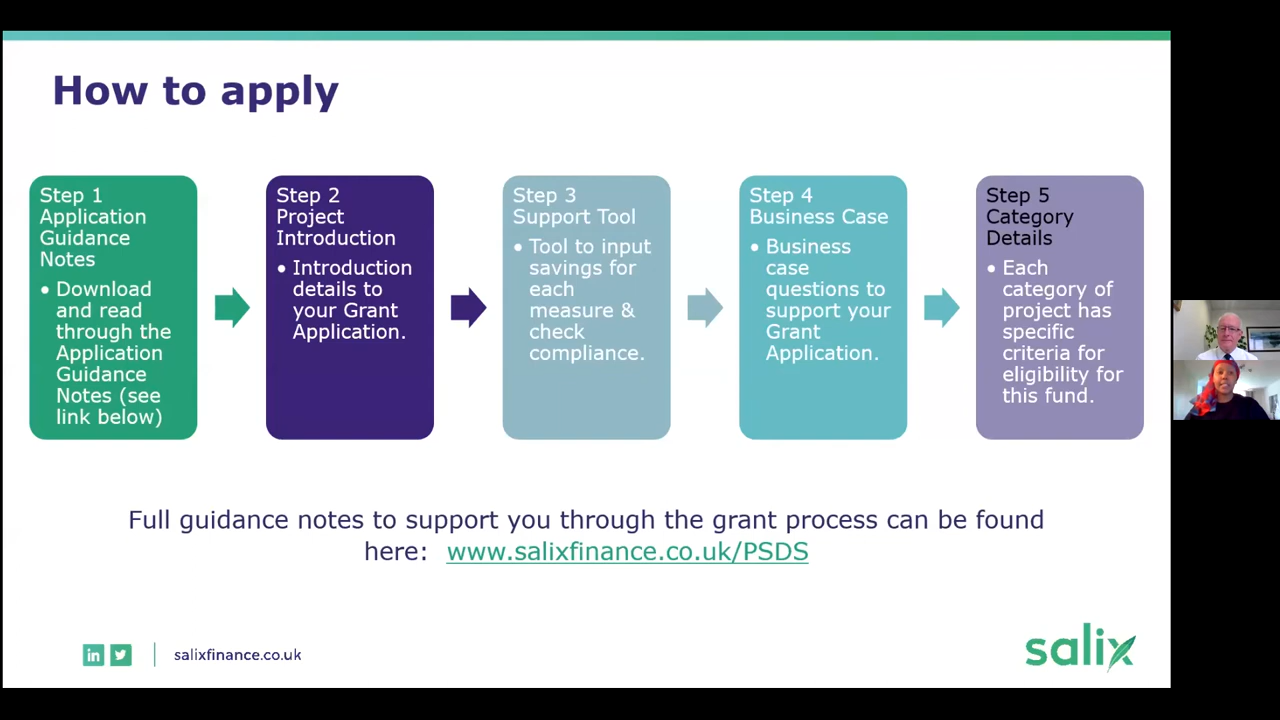 How to apply
Step 1
Application
Guidance
Notes
• Download
and read
through the
Application
Guidance
Notes (see
link below)
Step 2
Project
Introduction
• Introduction
details to
your Grant
Application.
Step 3
Support Tool
• Tool to input
savings for
each
measure &
check
compliance.
Step 4
Business Case
• Business
case
questions to
support your
Grant
Application.
Step 5
Category
Details
• Each
category of
project has
specific
criteria for
eligibility for
this fund.
Full guidance notes to support you through the grant process can be found
here: www.salixfinance.co.uk/PSDS
in
salixfinance.co.uk
salix